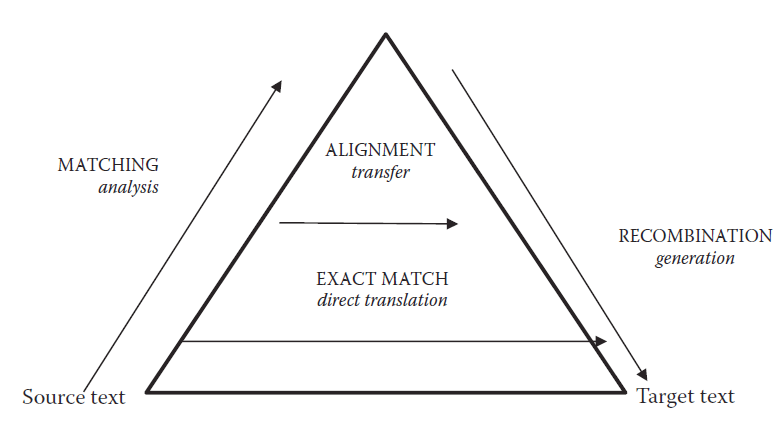 ALIGNMENT
transfer
MATCHING
analysis
RECOMBINATION
generation
EXACT MATCH
direct translation
Source text
Target text